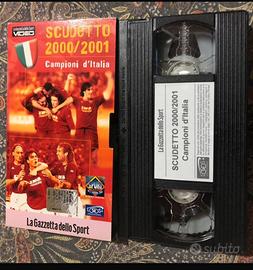 SCUDETTO
2000/2001
Campioni d'Italia
La Gazzetta dello Sport
La Gazzetta dello Sport
SCUDETTO 2000/2001
Campioni d'Italia
subito